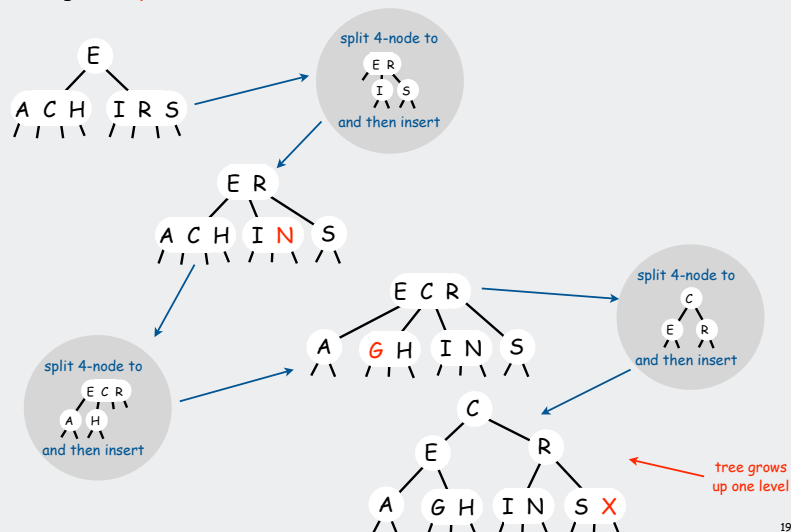 split 4-node to
E R
I S
and then insert
E
A C H I R S
E R
A C H I N S
split 4-node to
E C R
A H
and then insert
E C R
A G H I N S
split 4-node to
C
E R
and then insert
C
E R
A G H I N S X
tree grows
up one level
19